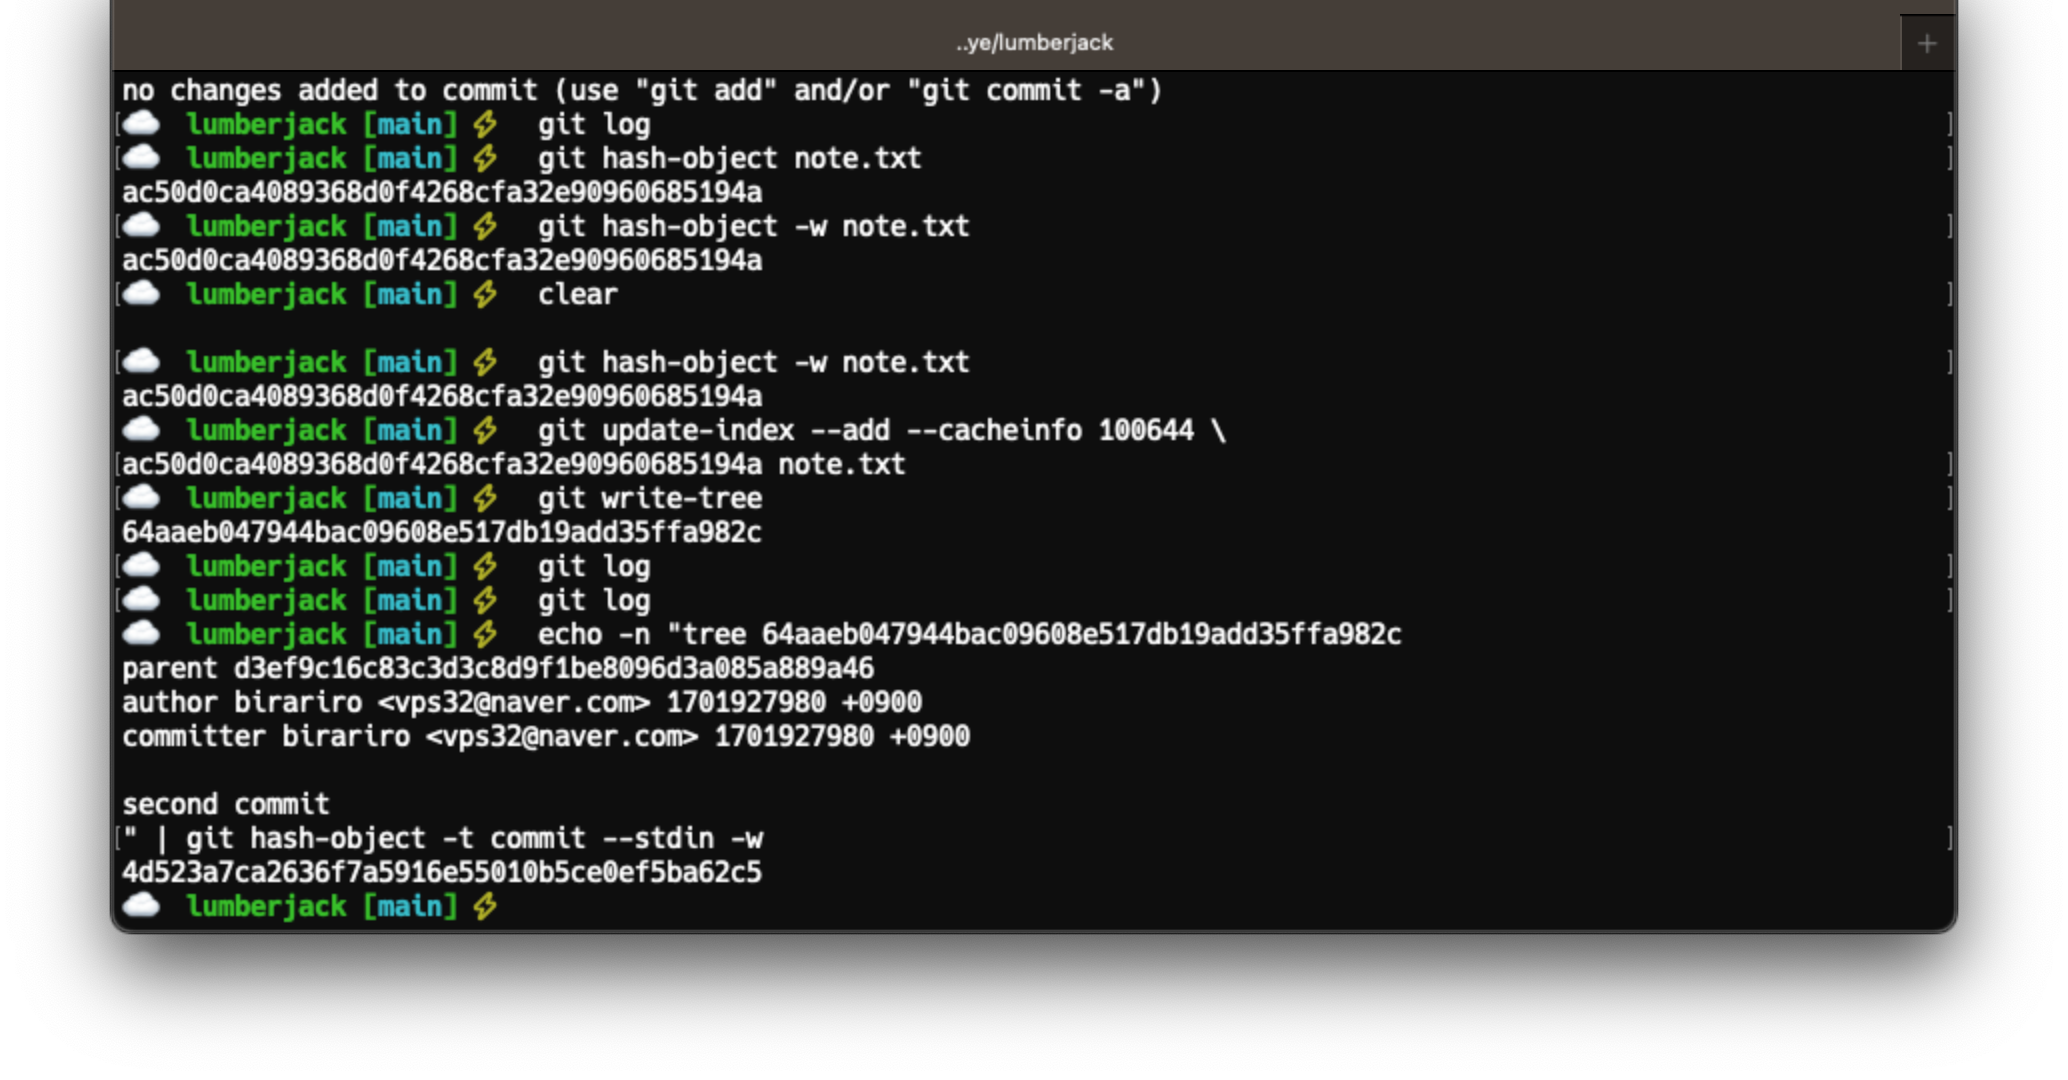 ..ye/lumberjack
+
no changes added to commit (use "git add" and/or "git commit -a")
[☁️ lumberjack [main] ⚡ git log ]
[☁️ lumberjack [main] ⚡ git hash-object note.txt ]
ac50d0ca4089368d0f4268cfa32e90960685194a
[☁️ lumberjack [main] ⚡ git hash-object -w note.txt ]
ac50d0ca4089368d0f4268cfa32e90960685194a
[☁️ lumberjack [main] ⚡ clear ]
[☁️ lumberjack [main] ⚡ git hash-object -w note.txt ]
ac50d0ca4089368d0f4268cfa32e90960685194a
☁️ lumberjack [main] ⚡ git update-index --add --cacheinfo 100644 \
[ac50d0ca4089368d0f4268cfa32e90960685194a note.txt ]
[☁️ lumberjack [main] ⚡ git write-tree ]
64aaeb047944bac09608e517db19add35ffa982c
[☁️ lumberjack [main] ⚡ git log ]
[☁️ lumberjack [main] ⚡ git log ]
☁️ lumberjack [main] ⚡ echo -n "tree 64aaeb047944bac09608e517db19add35ffa982c
parent d3ef9c16c83c3d3c8d9f1be8096d3a085a889a46
author birariro <vps32@naver.com> 1701927980 +0900
committer birariro <vps32@naver.com> 1701927980 +0900
second commit
[" | git hash-object -t commit --stdin -w ]
4d523a7ca2636f7a5916e55010b5ce0ef5ba62c5
☁️ lumberjack [main] ⚡